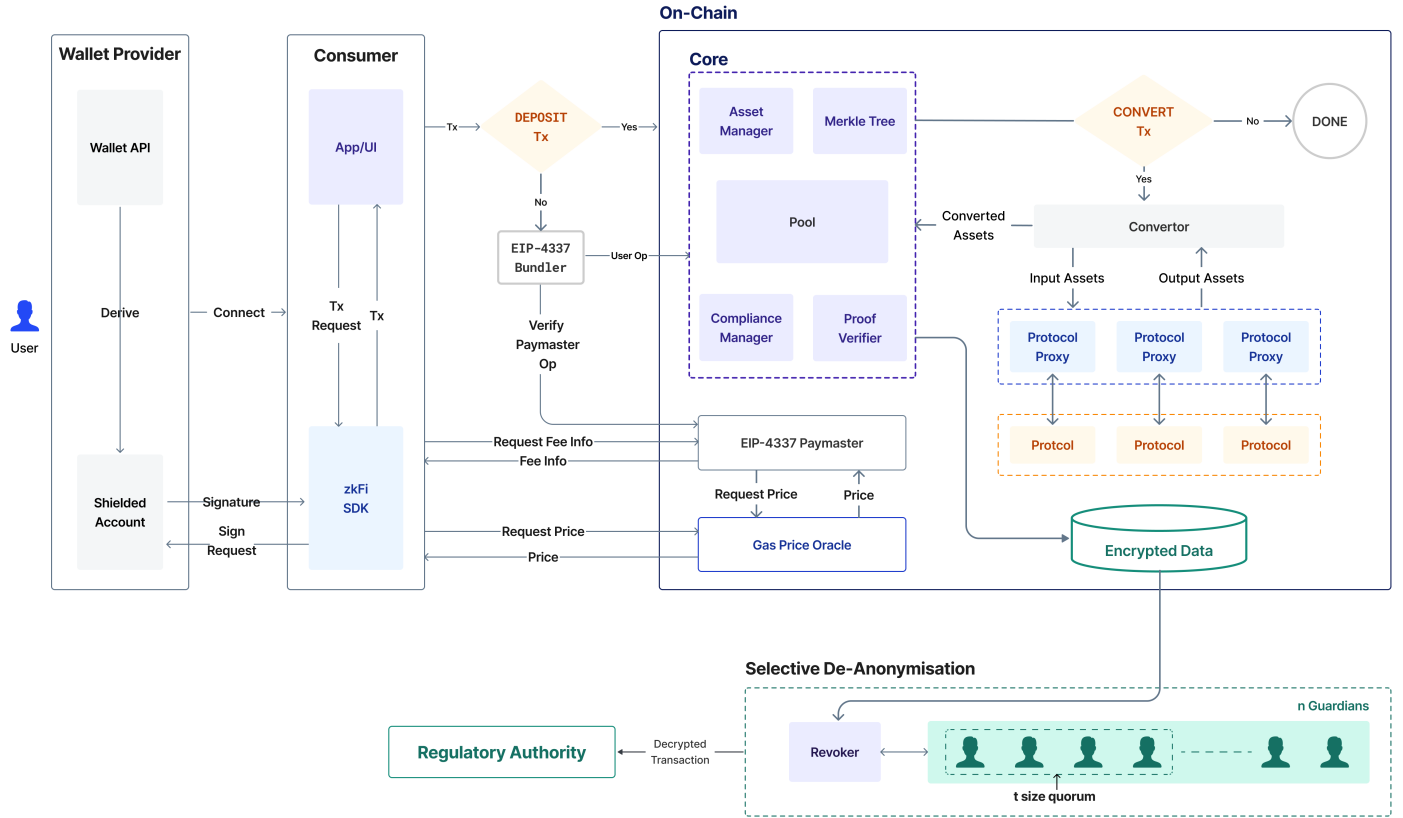 On-Chain
Wallet Provider
Consumer
Core
Wallet API
App/UI
Tx
DEPOSIT
Tx
Yes
Asset
Manager
Merkle Tree
CONVERT
Tx
No
DONE
No
Yes
Pool
Converted
Assets
Convertor
EIP-4337
Bundler
User Op
Input Assets
Output Assets
User
Derive
Connect
Tx
Request
Tx
Verify
Paymaster
Op
Compliance
Manager
Proof
Verifier
Protocol
Proxy
Protocol
Proxy
Protocol
Proxy
Request Fee Info
Fee Info
EIP-4337 Paymaster
Protcol
Protocol
Protocol
Shielded
Account
Signature
Sign
Request
zkFi
SDK
Request Price
Price
Request Price
Price
Gas Price Oracle
Encrypted Data
Selective De-Anonymisation
n Guardians
Regulatory Authority
Decrypted
Transaction
Revoker
t size quorum